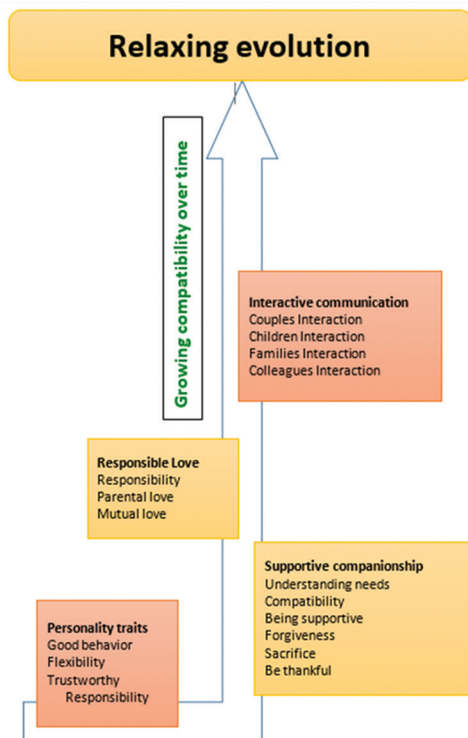 Relaxing evolution
Growing compatibility over time
Interactive communication
Couples Interaction
Children Interaction
Families Interaction
Colleagues Interaction
Responsible Love
Responsibility
Parental love
Mutual love
Supportive companionship
Understanding needs
Compatibility
Being supportive
Forgiveness
Sacrifice
Be thankful
Personality traits
Good behavior
Flexibility
Trustworthy
Responsibility